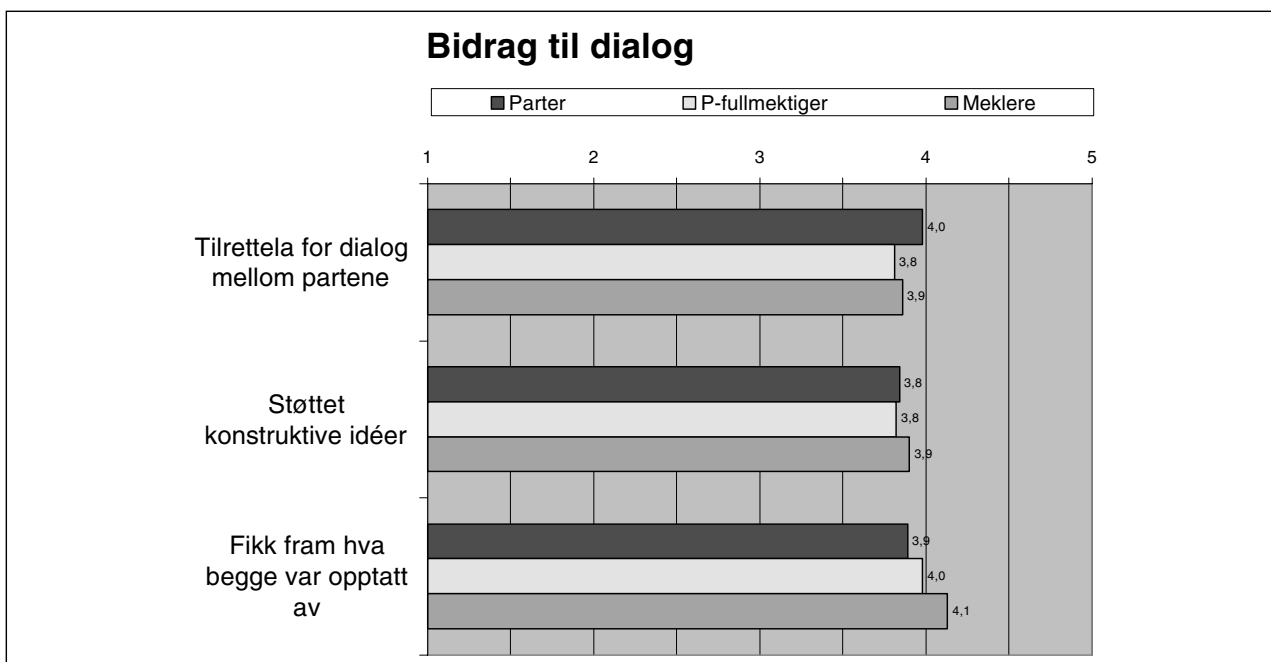 Bidrag til dialog
Parter P-fullmektiger Meklere
1 2 3 4 5
Tilrettela for dialog
mellom partene
4,0
3,8
3,9
Støttet
konstruktive idéer
3,8
3,8
3,9
Fikk fram hva
begge var opptatt
av
3,9
4,0
4,1